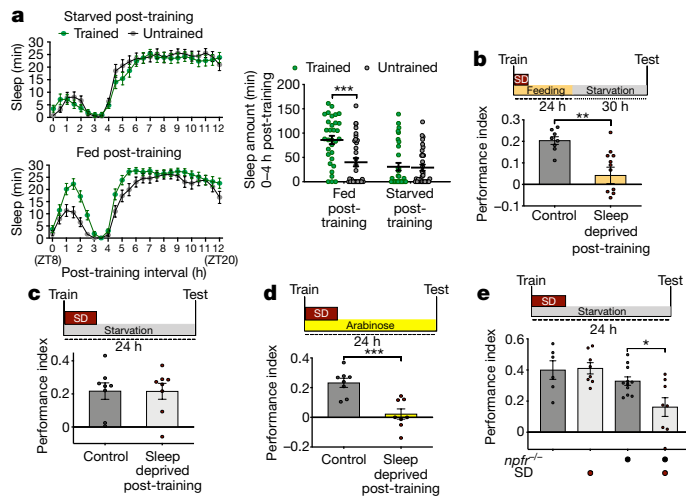 a
Starved post-training
Trained
Untrained
Sleep (min)
30
25
20
15
10
5
0
0 1 2 3 4 5 6 7 8 9 10 11 12
Fed post-training
Sleep (min)
30
25
20
15
10
5
0
0 1 2 3 4 5 6 7 8 9 10 11 12
(ZT8)
(ZT20)
Post-training interval (h)
Trained
Untrained
Sleep amount (min)
0–4 h post-training
200
150
100
50
0
***
Fed
post-
training
Starved
post-
training
b
Train
Test
SD
Feeding
Starvation
24 h
30 h
Performance index
0.3
0.2
0.1
0
–0.1
**
Control
Sleep
deprived
post-training
c
Train
Test
SD
Starvation
24 h
Performance index
0.4
0.2
0
Control
Sleep
deprived
post-training
d
Train
Test
SD
Arabinose
24 h
Performance index
0.4
0.2
0
–0.2
***
Control
Sleep
deprived
post-training
e
Train
Test
SD
Starvation
24 h
Performance index
0.6
0.4
0.2
0
*
npfr–/–
SD